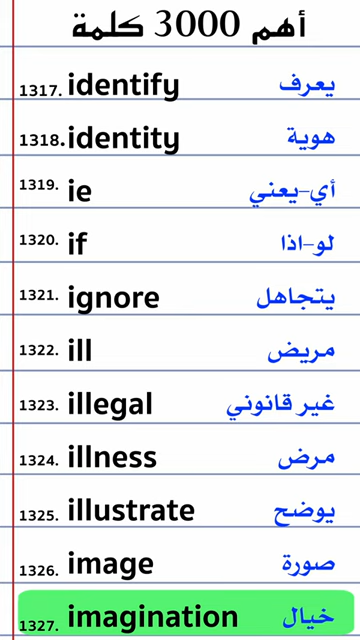 أهم 3000 كلمة
1317. identify يعرف
1318. identity هوية
1319. ie أي-يعني
1320. if لو-اذا
1321. ignore يتجاهل
1322. ill مريض
1323. illegal غير قانوني
1324. illness مرض
1325. illustrate يوضح
1326. image صورة
1327. imagination خيال